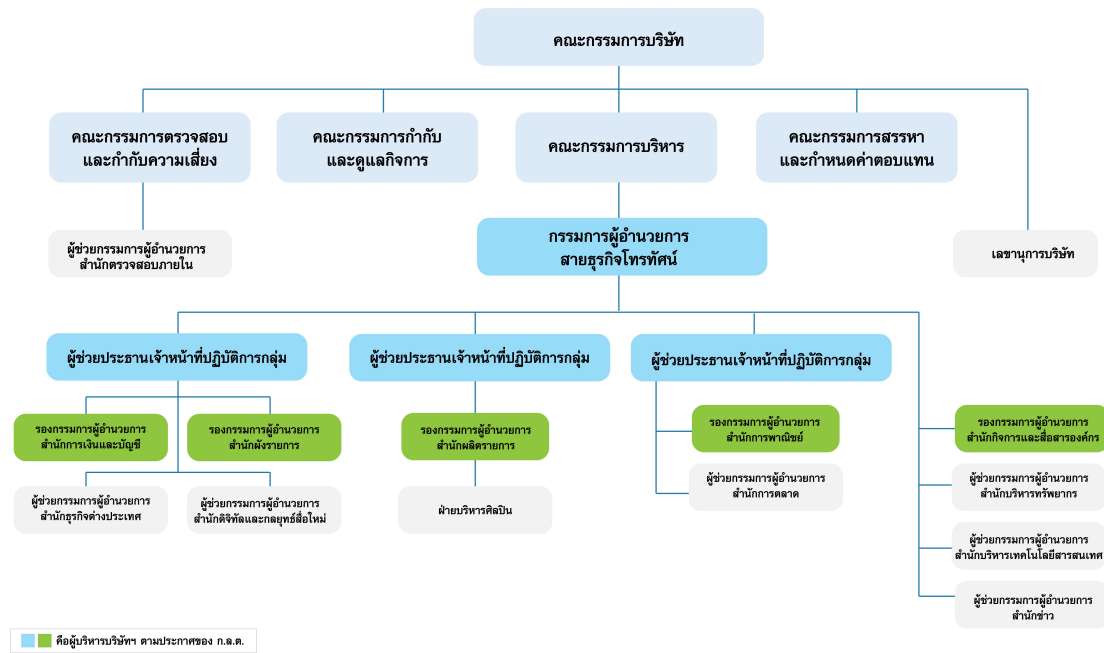 คณะกรรมการบริษัท
คณะกรรมการตรวจสอบ
และกำกับความเสี่ยง
คณะกรรมการกำกับ
และดูแลกิจการ
คณะกรรมการบริหาร
คณะกรรมการสรรหา
และกำหนดค่าตอบแทน
ผู้ช่วยกรรมการผู้อำนวยการ
สำนักตรวจสอบภายใน
กรรมการผู้อำนวยการ
สายธุรกิจโทรทัศน์
เลขานุการบริษัท
ผู้ช่วยประธานเจ้าหน้าที่ปฏิบัติการกลุ่ม
ผู้ช่วยประธานเจ้าหน้าที่ปฏิบัติการกลุ่ม
ผู้ช่วยประธานเจ้าหน้าที่ปฏิบัติการกลุ่ม
รองกรรมการผู้อำนวยการ
สำนักการเงินและบัญชี
รองกรรมการผู้อำนวยการ
สำนักผังรายการ
รองกรรมการผู้อำนวยการ
สำนักผลิตรายการ
รองกรรมการผู้อำนวยการ
สำนักการพาณิชย์
รองกรรมการผู้อำนวยการ
สำนักกิจการและสื่อสารองค์กร
ผู้ช่วยกรรมการผู้อำนวยการ
สำนักธุรกิจต่างประเทศ
ผู้ช่วยกรรมการผู้อำนวยการ
สำนักดิจิทัลและกลยุทธ์สื่อใหม่
ฝ่ายบริหารศิลปิน
ผู้ช่วยกรรมการผู้อำนวยการ
สำนักการตลาด
ผู้ช่วยกรรมการผู้อำนวยการ
สำนักบริหารทรัพยากร
ผู้ช่วยกรรมการผู้อำนวยการ
สำนักบริหารเทคโนโลยีสารสนเทศ
ผู้ช่วยกรรมการผู้อำนวยการ
สำนักข่าว
คือผู้บริหารบริษัทฯ ตามประกาศของ ก.ล.ต.